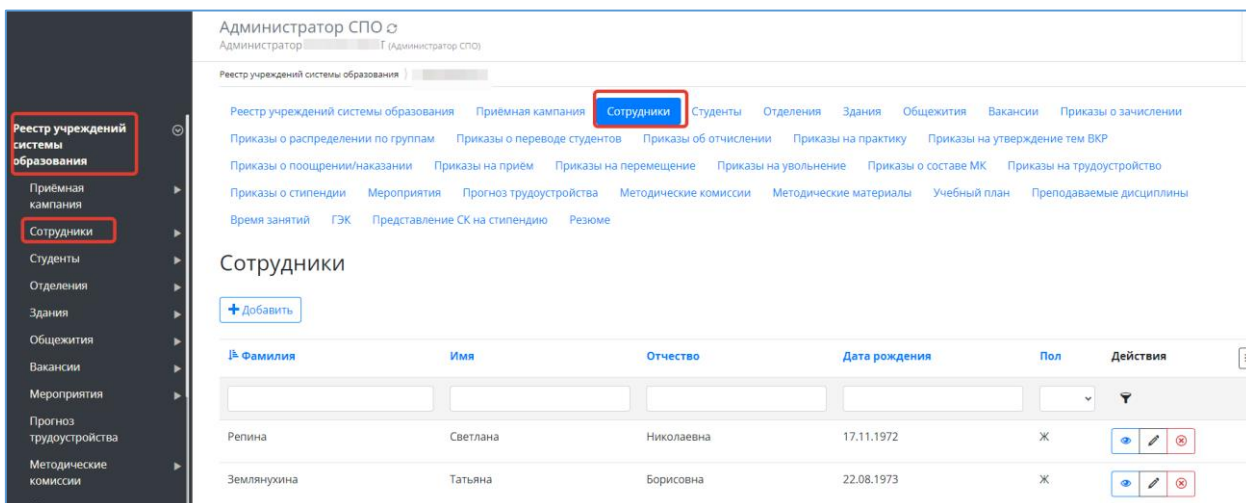 Администратор СПО
Администратор (Администратор СПО)
Реестр учреждений системы образования
Реестр учреждений системы образования Приёмная кампания Сотрудники Студенты Отделения Здания Общежития Вакансии Приказы о зачислении
Приказы о распределении по группам Приказы о переводе студентов Приказы об отчислении Приказы на практику Приказы на утверждение тем ВКР
Приказы о поощрении/наказании Приказы на приём Приказы на перемещение Приказы на увольнение Приказы о составе МК Приказы на трудоустройство
Приказы о стипендии Мероприятия Прогноз трудоустройства Методические комиссии Методические материалы Учебный план Преподаваемые дисциплины
Время занятий ГЭК Представление СК на стипендию Резюме
Реестр учреждений
системы
образования
Приёмная
кампания
Сотрудники
Студенты
Отделения
Здания
Общежития
Вакансии
Мероприятия
Прогноз
трудоустройства
Методические
комиссии
Сотрудники
+ Добавить
Фамилия Имя Отчество Дата рождения Пол Действия
Репина Светлана Николаевна 17.11.1972 Ж
Землянухина Татьяна Борисовна 22.08.1973 Ж